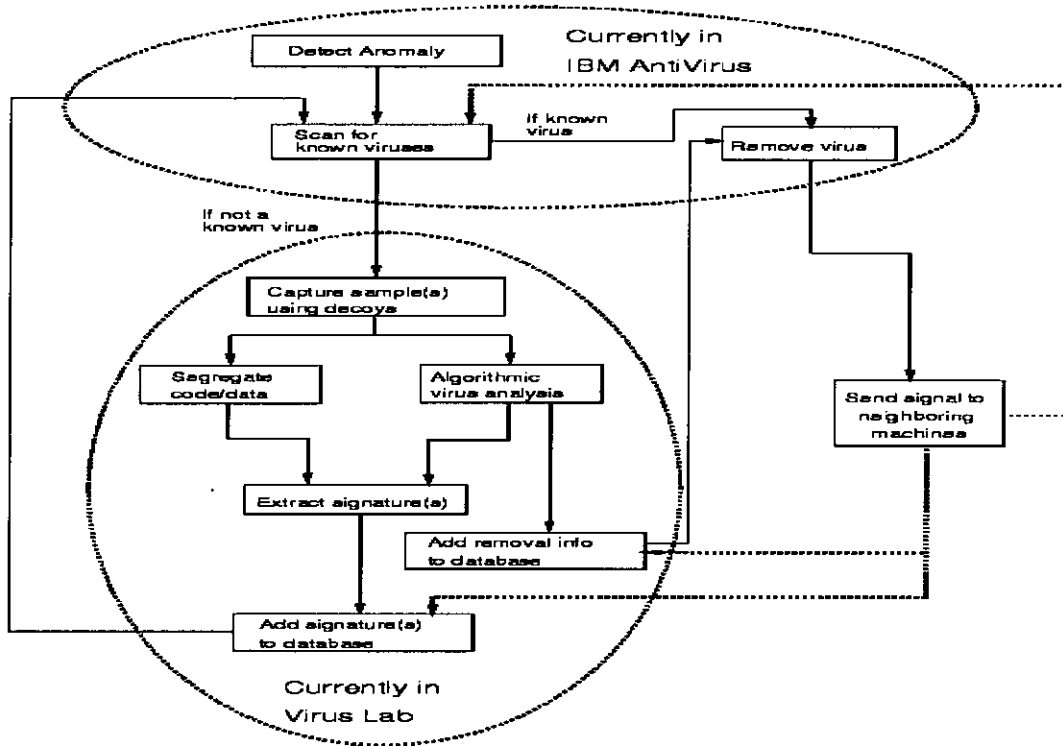 Detect Anomaly
Currently in
IBM AntiVirus
Scan for
known viruses
If known
virus
Remove virus
If not a
known virus
Capture sample(s)
using decoys
Segregate
code/data
Algorithmic
virus analysis
Send signal to
neighboring
machines
Extract signature(s)
Add removal info
to database
Add signature(s)
to database
Currently in
Virus Lab